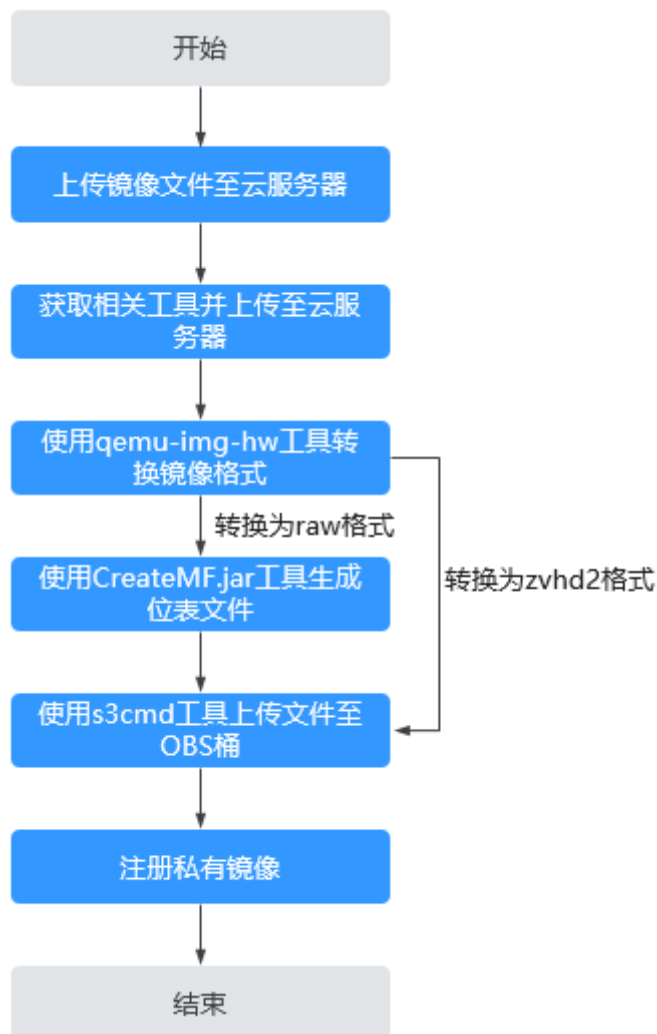 开始
上传镜像文件至云服务器
获取相关工具并上传至云服
务器
使用qemu-img-hw工具转
换镜像格式
转换为raw格式
使用CreateMF.jar工具生成
位表文件
转换为zvhd2格式
使用s3cmd工具上传文件至
OBS桶
注册私有镜像
结束